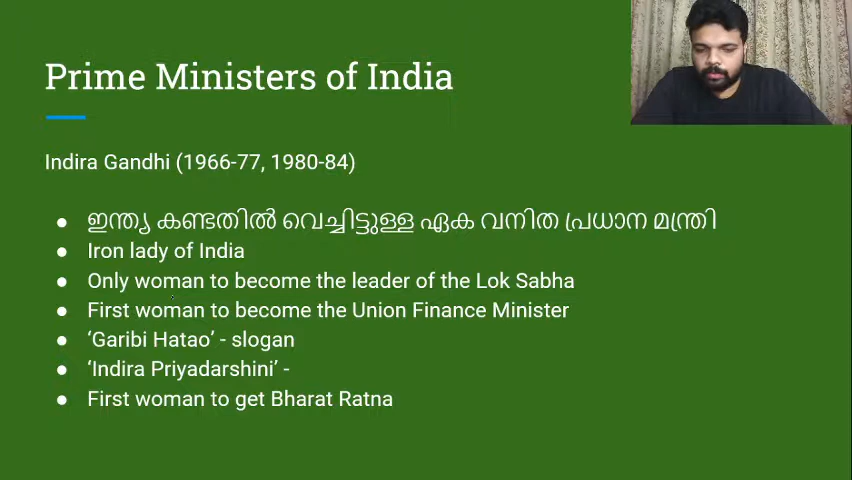 Prime Ministers of India
Indira Gandhi (1966-77, 1980-84)
● ഇന്ത്യ കണ്ടതിൽ വെച്ചിട്ടുള്ള ഏക വനിത പ്രധാന മന്ത്രി
● Iron lady of India
● Only woman to become the leader of the Lok Sabha
● First woman to become the Union Finance Minister
● ‘Garibi Hatao’ - slogan
● ‘Indira Priyadarshini’ -
● First woman to get Bharat Ratna